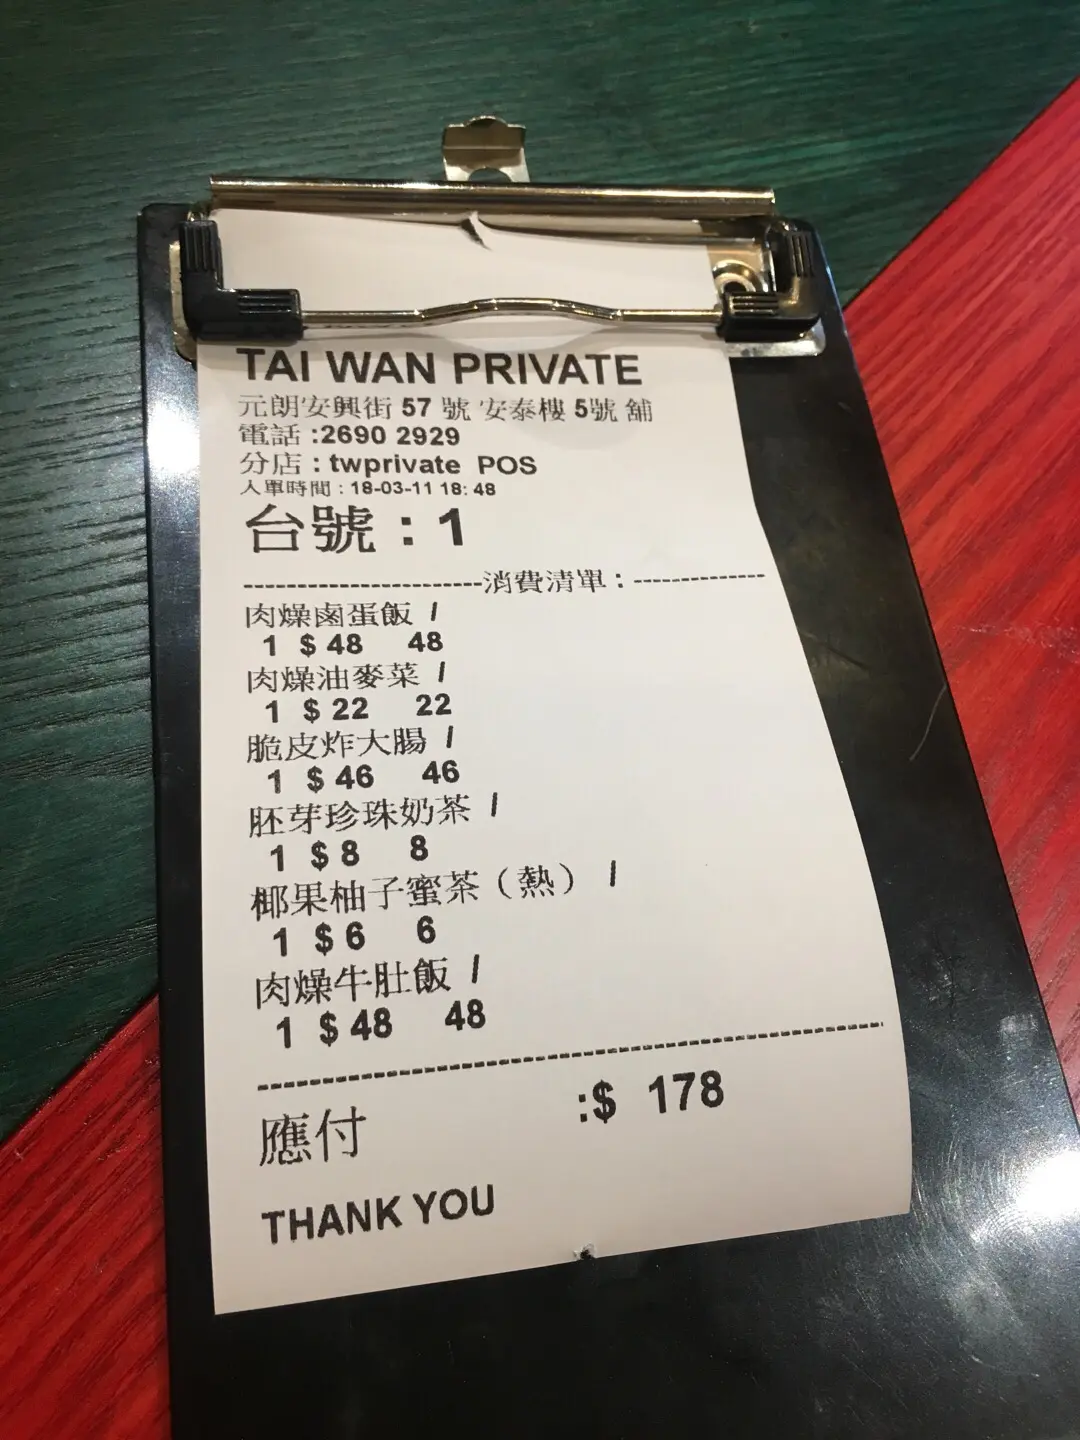 TAI WAN PRIVATE
元朗安興街 57 號 安泰樓 5號 舖
電話 :2690 2929
分店 : twprivate POS
入單時間 : 18-03-11 18: 48
台號 : 1
-----------------------消費清單 : -------------
肉燥鹵蛋飯 /
1 $ 48 48
肉燥油麥菜 /
1 $ 22 22
脆皮炸大腸 /
1 $ 46 46
胚芽珍珠奶茶 /
1 $ 8 8
椰果柚子蜜茶（熱） /
1 $ 6 6
肉燥牛肚飯 /
1 $ 48 48
--------------------------------------------------
應付 :$ 178
THANK YOU